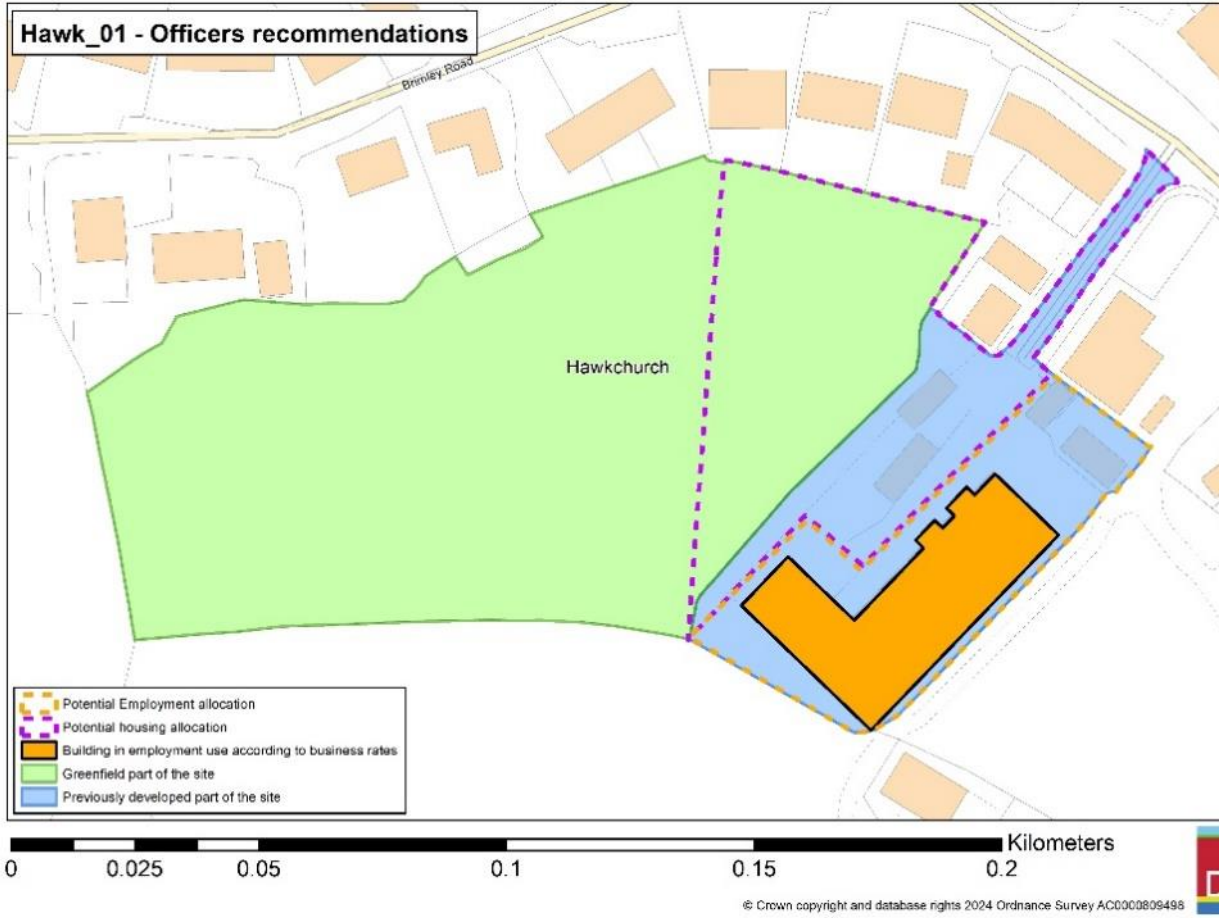 Hawk_01 - Officers recommendations
Brimley Road
Hawkchurch
Potential Employment allocation
Potential housing allocation
Building in employment use according to business rates
Greenfield part of the site
Previously developed part of the site
Kilometers
0 0.025 0.05 0.1 0.15 0.2
© Crown copyright and database rights 2024 Ordnance Survey AC0000809498